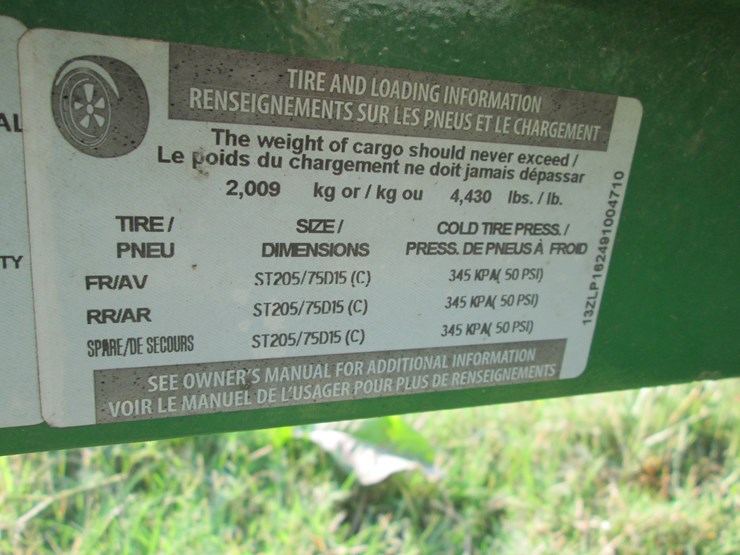 AL
TY
TIRE AND LOADING INFORMATION
RENSEIGNEMENTS SUR LES PNEUS ET LE CHARGEMENT
The weight of cargo should never exceed /
Le poids du chargement ne doit jamais dépassar
2,009 kg or / kg ou 4,430 lbs. / lb.
TIRE / SIZE / COLD TIRE PRESS. /
PNEU DIMENSIONS PRESS. DE PNEUS À FROID
FR/AV ST205/75D15 (C) 345 KPA( 50 PSI)
RR/AR ST205/75D15 (C) 345 KPA( 50 PSI)
SPARE/DE SECOURS ST205/75D15 (C) 345 KPA( 50 PSI)
SEE OWNER'S MANUAL FOR ADDITIONAL INFORMATION
VOIR LE MANUEL DE L'USAGER POUR PLUS DE RENSEIGNEMENTS
13ZLP182491004710